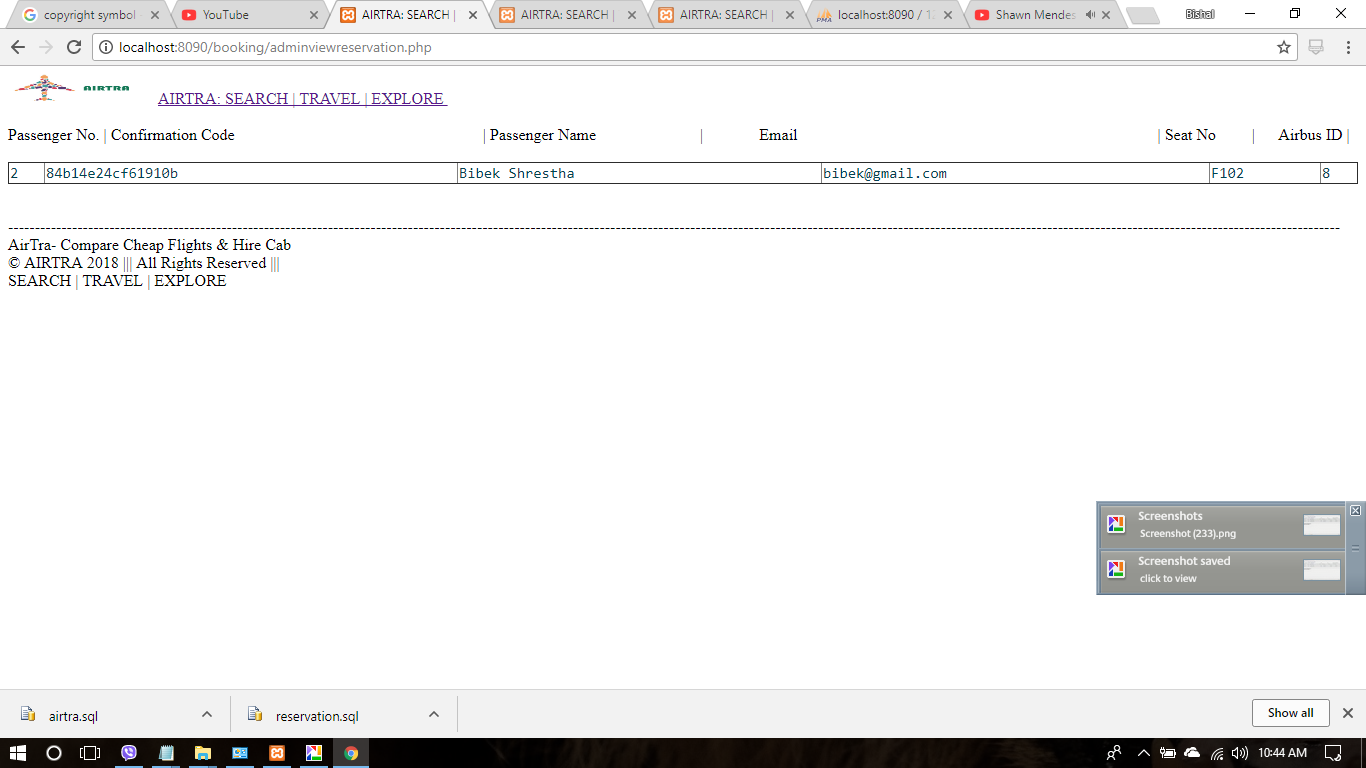 copyright symbol
YouTube
AIRTRA: SEARCH |
AIRTRA: SEARCH |
AIRTRA: SEARCH |
localhost:8090 / 12
Shawn Mendes
Bishal
localhost:8090/booking/adminviewreservation.php
AIRTRA
AIRTRA: SEARCH | TRAVEL | EXPLORE
Passenger No. | Confirmation Code | Passenger Name | Email | Seat No | Airbus ID |
2 84b14e24cf61910b Bibek Shrestha bibek@gmail.com F102 8
AirTra- Compare Cheap Flights & Hire Cab
© AIRTRA 2018 ||| All Rights Reserved |||
SEARCH | TRAVEL | EXPLORE
Screenshots
Screenshot (233).png
Screenshot saved
click to view
airtra.sql
reservation.sql
Show all
10:44 AM